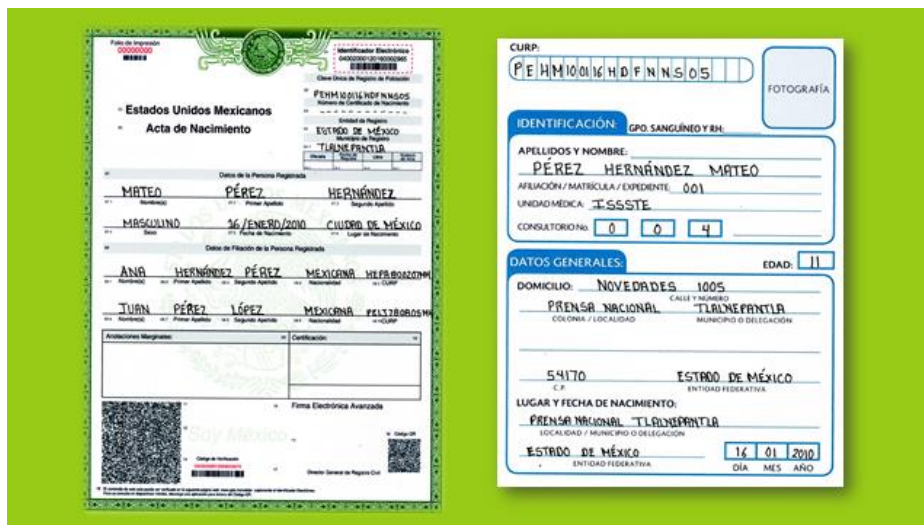 Folio de Impresión
00000000
Identificador Electrónico
Clave Única de Registro de Población
PEHM100116HDFNNS05
Número de Certificado de Nacimiento
Estados Unidos Mexicanos
Acta de Nacimiento
Entidad de Registro
ESTADO DE MÉXICO
Municipio de Registro
TLALNEPANTLA
Datos de la Persona Registrada
MATEO PÉREZ HERNÁNDEZ
Nombre(s) Primer Apellido Segundo Apellido
MASCULINO 16/ENERO/2010 CIUDAD DE MÉXICO
Sexo Fecha de Nacimiento Lugar de Nacimiento
Datos de Filiación de la Persona Registrada
ANA HERNÁNDEZ PÉREZ MEXICANA
Nombre(s) Primer Apellido Segundo Apellido Nacionalidad CURP
JUAN PÉREZ LÓPEZ MEXICANA
Nombre(s) Primer Apellido Segundo Apellido Nacionalidad CURP
Anotaciones Marginales: Certificación:
Firma Electrónica Avanzada
Soy México
Código QR
Código de Verificación
Director General de Registro Civil
CURP:
PEHM100116HDFNNS05
FOTOGRAFÍA
IDENTIFICACIÓN: GPO. SANGUÍNEO Y RH:
APELLIDOS Y NOMBRE:
PÉREZ HERNÁNDEZ MATEO
AFILIACIÓN / MATRÍCULA / EXPEDIENTE: 001
UNIDAD MÉDICA: ISSSTE
CONSULTORIO No. 0 0 4
DATOS GENERALES: EDAD: 11
DOMICILIO: NOVEDADES 1005
CALLE Y NÚMERO
PRENSA NACIONAL TLALNEPANTLA
COLONIA / LOCALIDAD MUNICIPIO O DELEGACIÓN
54170 ESTADO DE MÉXICO
C.P. ENTIDAD FEDERATIVA
LUGAR Y FECHA DE NACIMIENTO:
PRENSA NACIONAL TLALNEPANTLA
LOCALIDAD / MUNICIPIO O DELEGACIÓN
ESTADO DE MÉXICO 16 01 2010
ENTIDAD FEDERATIVA DÍA MES AÑO